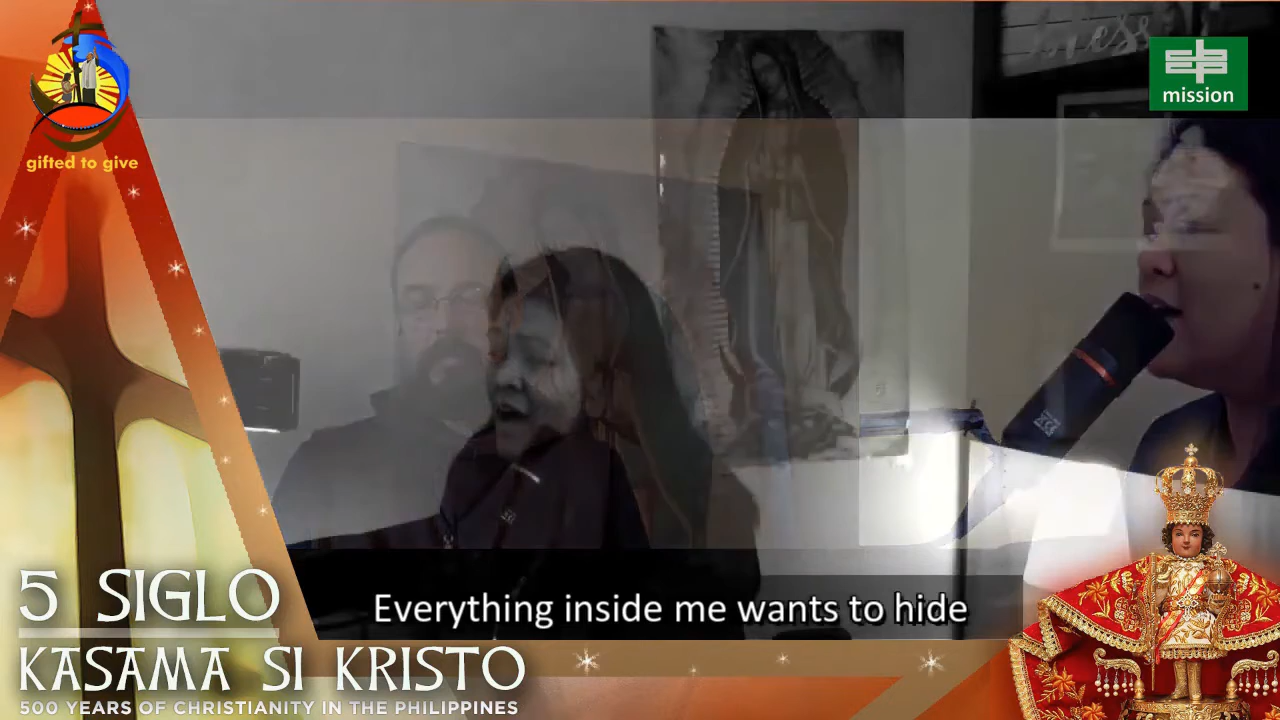 blessed
mission
gifted to give
Everything inside me wants to hide
5 SIGLO
KASAMA SI KRISTO
500 YEARS OF CHRISTIANITY IN THE PHILIPPINES